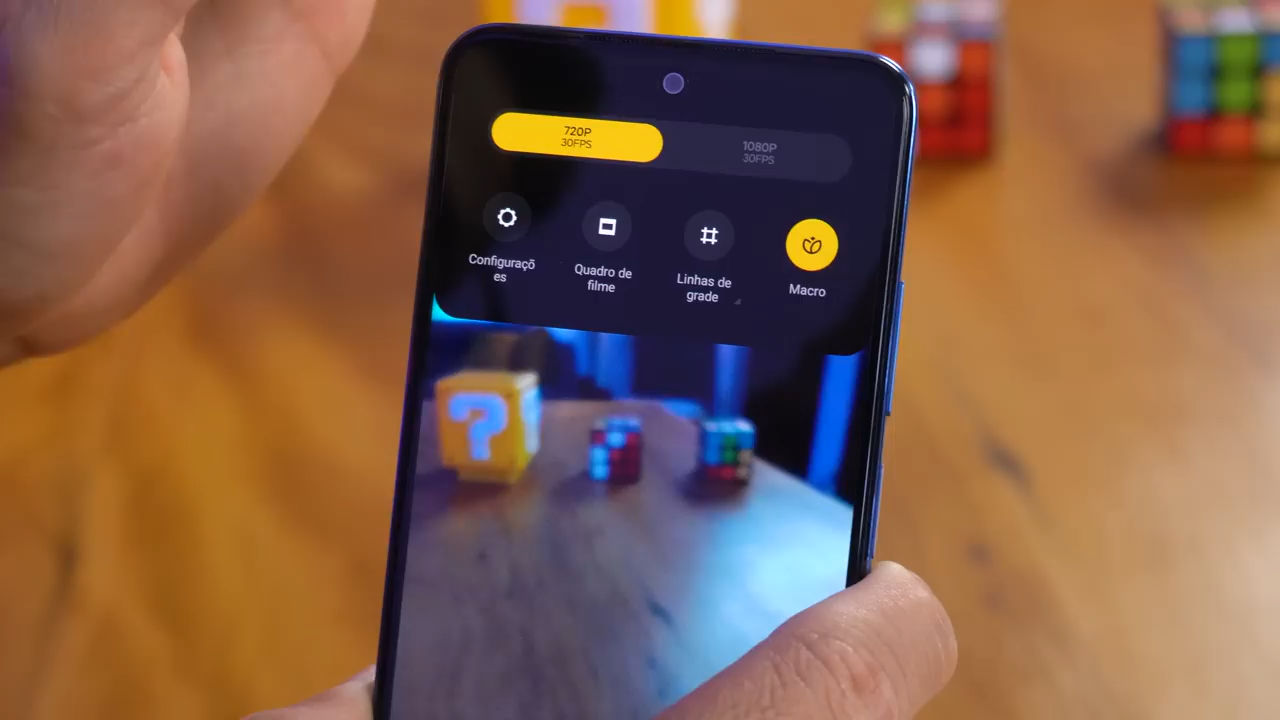 720P
30FPS
1080P
30FPS
Configuraçõ
es
Quadro de
filme
Linhas de
grade
Macro
?